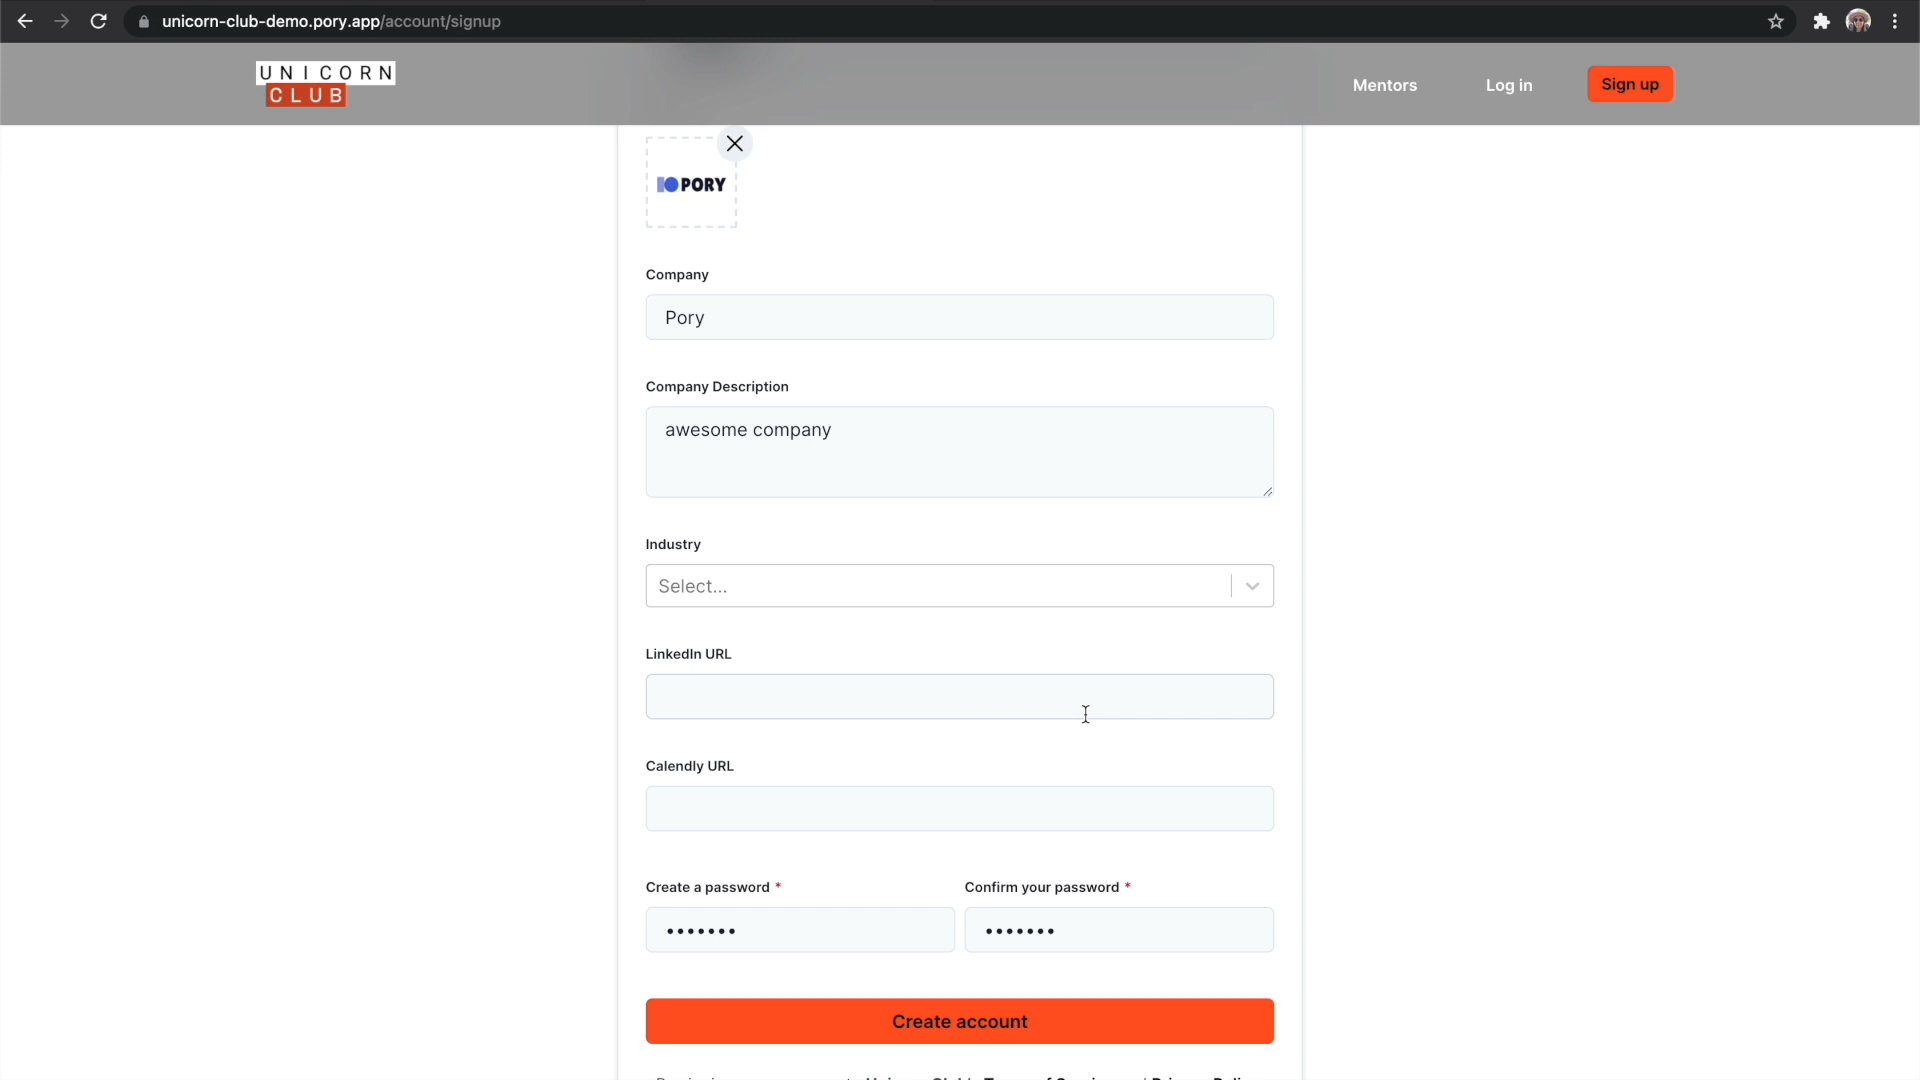 unicorn-club-demo.pory.app/account/signup
UNICORN
CLUB
Mentors
Log in
Sign up
PORY
Company
Pory
Company Description
awesome company
Industry
Select...
LinkedIn URL
Calendly URL
Create a password *
Confirm your password *
•••••••
•••••••
Create account